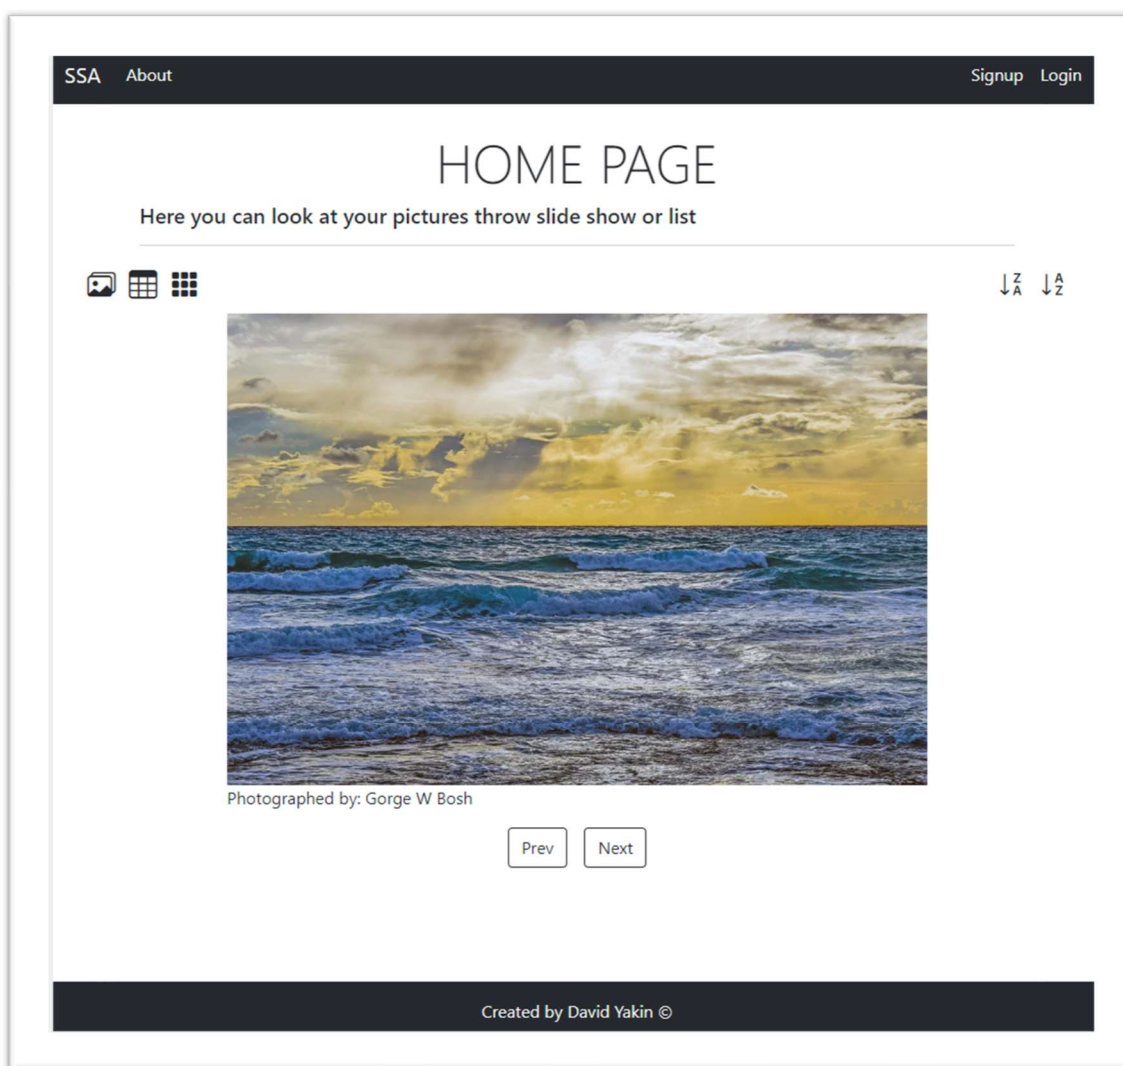 SSA About Signup Login
HOME PAGE
Here you can look at your pictures throw slide show or list
Z
A
A
Z
Photographed by: Gorge W Bosh
Prev Next
Created by David Yakin ©